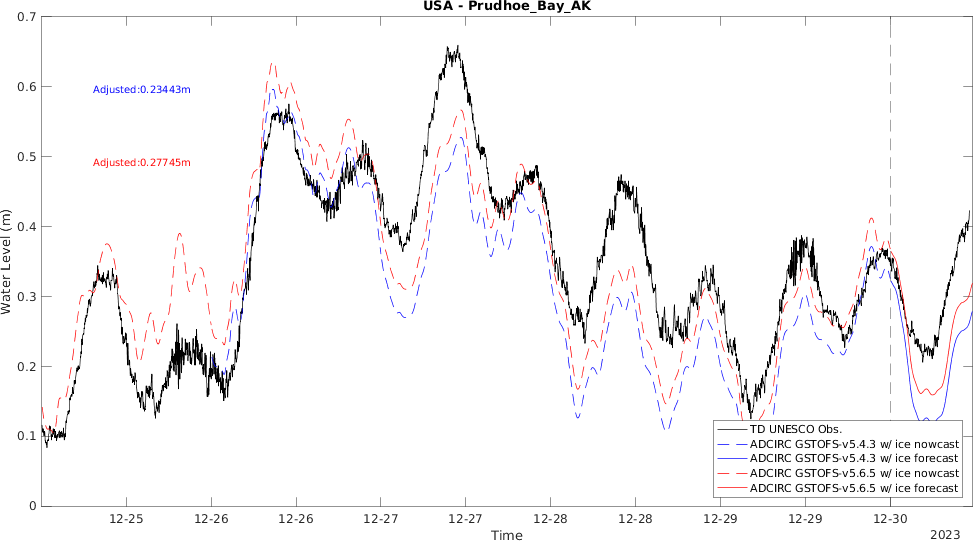 USA - Prudhoe_Bay_AK
0.7
0.6
0.5
0.4
0.3
0.2
0.1
0
Water Level (m)
Adjusted:0.23443m
Adjusted:0.27745m
TD UNESCO Obs.
ADCIRC GSTOFS-v5.4.3 w/ ice nowcast
ADCIRC GSTOFS-v5.4.3 w/ ice forecast
ADCIRC GSTOFS-v5.6.5 w/ ice nowcast
ADCIRC GSTOFS-v5.6.5 w/ ice forecast
12-25 12-26 12-26 12-27 12-27 12-28 12-28 12-29 12-29 12-30
Time
2023